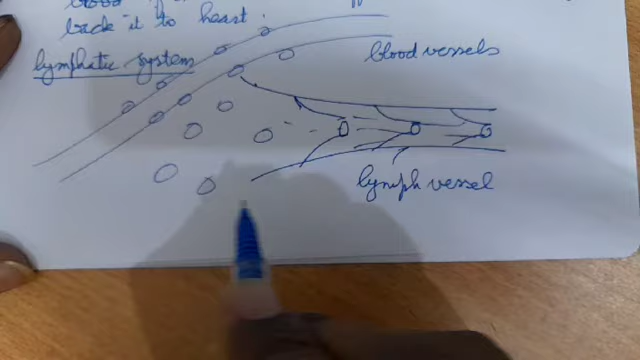 back it to heart.
lymphatic system
blood vessels
lymph vessel